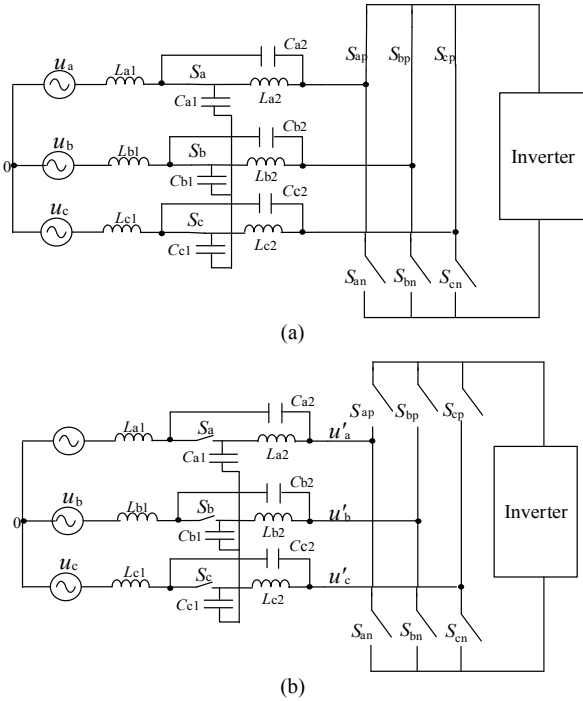 Ca2
Sap Sbp Scp
ua La1 Sa
Ca1 La2
Cb2
Inverter
ub Lb1 Sb
0
Cb1 Lb2
Cc2
uc Lc1 Sc
Cc1 Lc2
San Sbn Scn
(a)
Ca2
Sap Sbp Scp
La1 Sa u'a
Ca1 La2
Cb2
Inverter
ub Lb1 Sb u'b
0
Cb1 Lb2
Cc2
uc Lc1 Sc u'c
Cc1 Lc2
San Sbn Scn
(b)